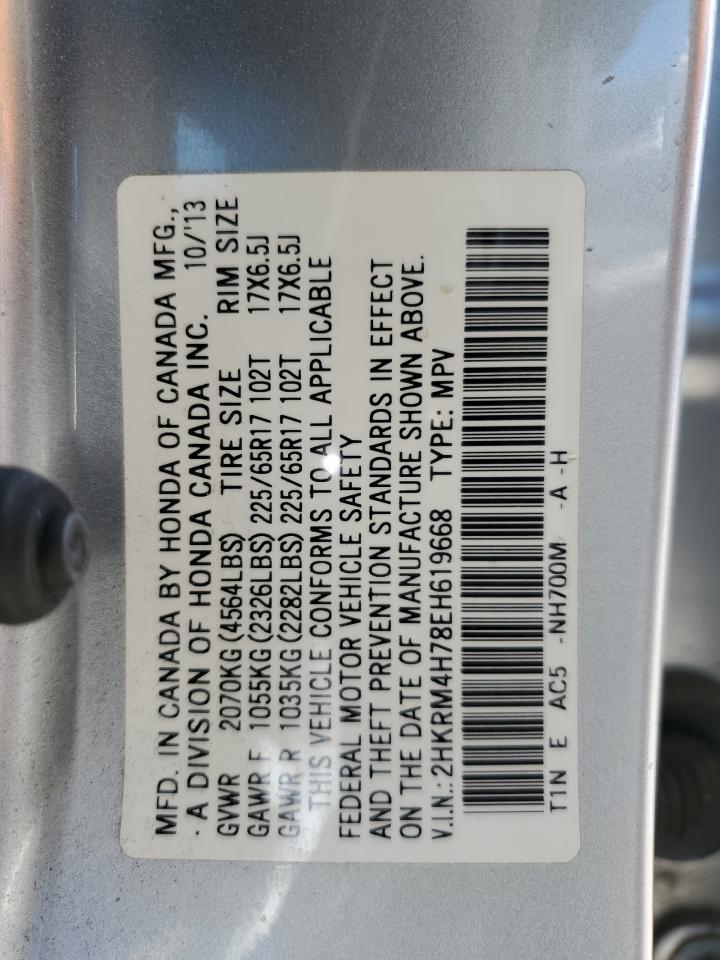 MFD. IN CANADA BY HONDA OF CANADA MFG.,
· A DIVISION OF HONDA CANADA INC. 10/'13
GVWR 2070KG (4564LBS) TIRE SIZE RIM SIZE
GAWR F 1055KG (2326LBS) 225/65R17 102T 17X6.5J
GAWR R 1035KG (2282LBS) 225/65R17 102T 17X6.5J
THIS VEHICLE CONFORMS TO ALL APPLICABLE
FEDERAL MOTOR VEHICLE SAFETY
AND THEFT PREVENTION STANDARDS IN EFFECT
ON THE DATE OF MANUFACTURE SHOWN ABOVE.
V.I.N.: 2HKRM4H78EH619668 TYPE: MPV
T1N E AC5 -NH700M -A -H